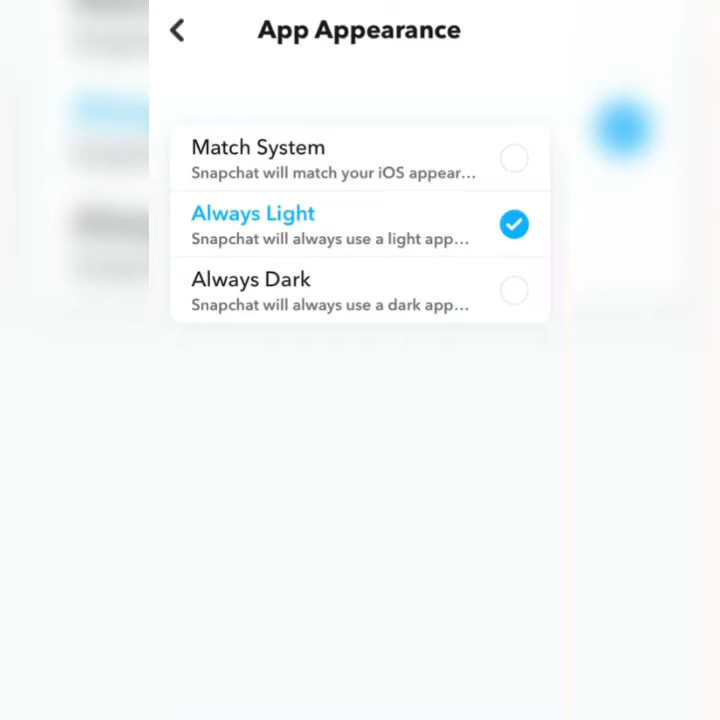 App Appearance
Match System
Snapchat will match your iOS appear...
Always Light
Snapchat will always use a light app...
Always Dark
Snapchat will always use a dark app...